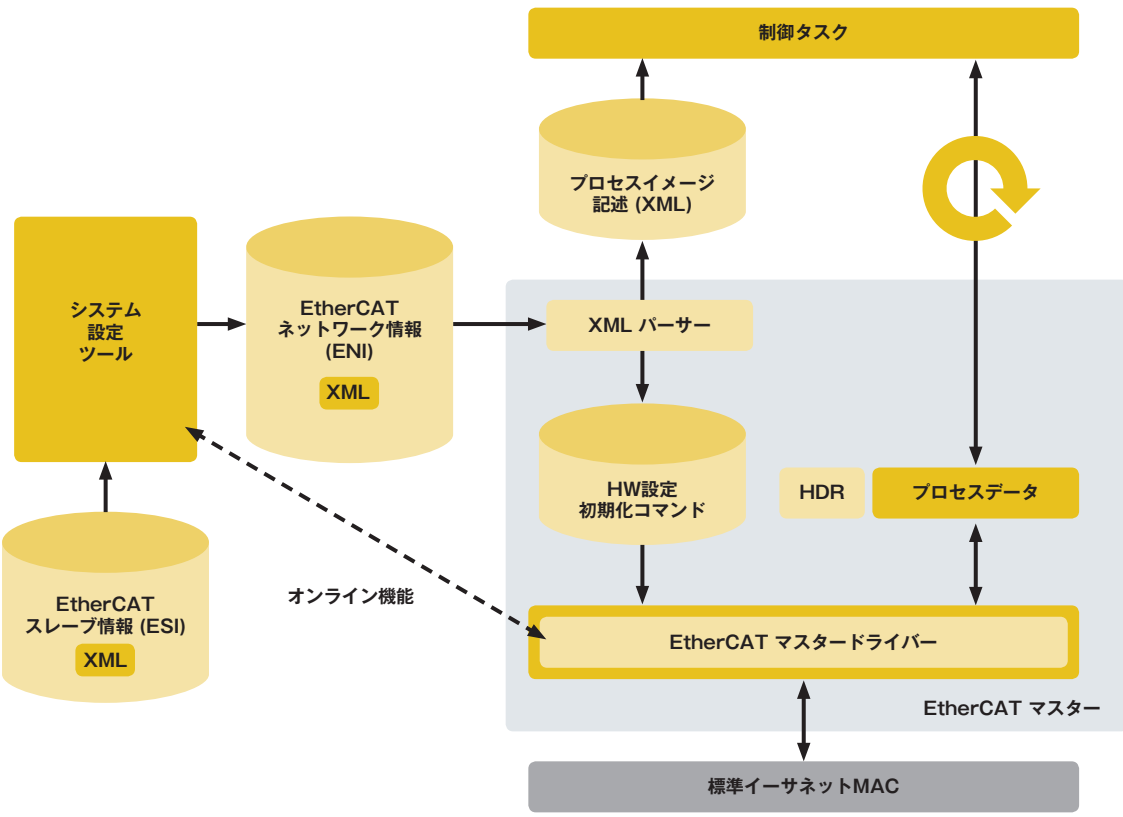 制御タスク
プロセスイメージ
記述 (XML)
システム
設定
ツール
EtherCAT
ネットワーク情報
(ENI)
XML
XML パーサー
HW設定
初期化コマンド
HDR
プロセスデータ
EtherCAT
スレーブ情報 (ESI)
XML
オンライン機能
EtherCAT マスタードライバー
EtherCAT マスター
標準イーサネットMAC